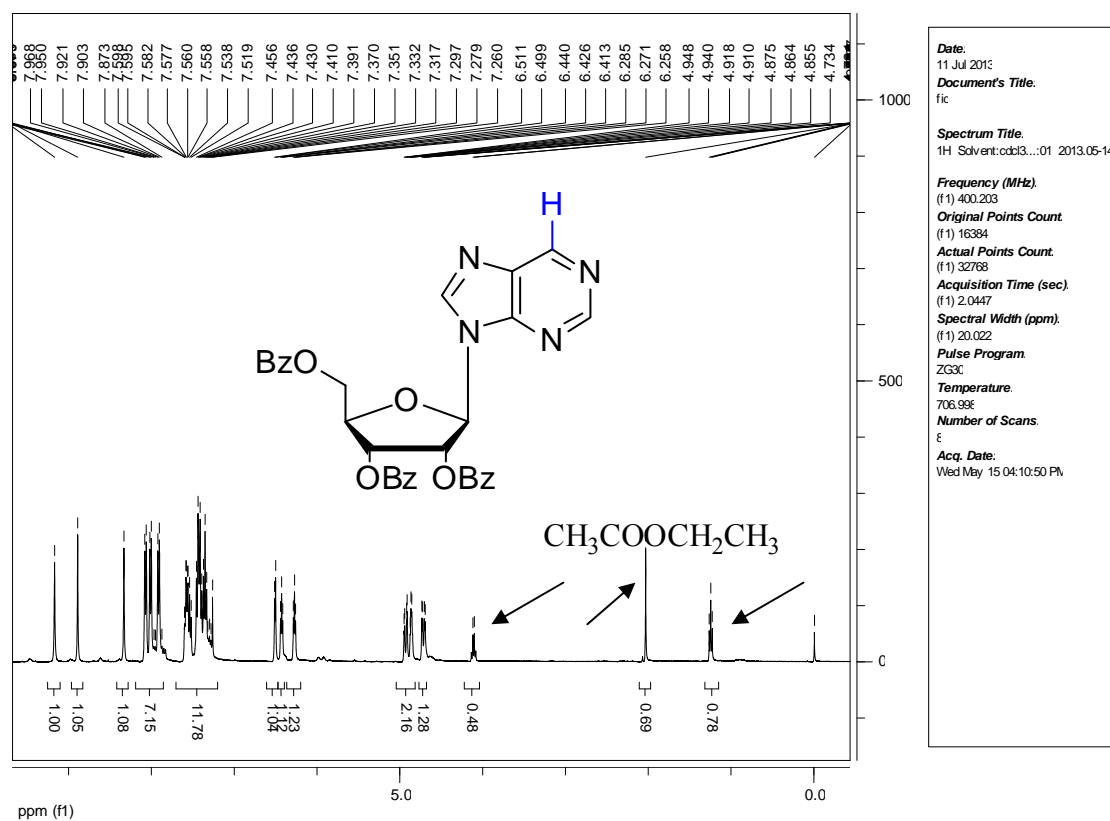 7.968 7.950 7.921 7.903 7.873 7.598 7.595 7.582 7.577 7.560 7.558 7.538 7.519 7.456 7.436 7.430 7.410 7.391 7.370 7.351 7.332 7.317 7.297 7.279 7.260 6.511 6.499 6.440 6.426 6.413 6.285 6.271 6.258 4.948 4.940 4.918 4.910 4.875 4.864 4.855 4.734
1000
500
0
H
N N
N N
BzO
O
OBz OBz
CH3COOCH2CH3
1.00 1.05 1.08 7.15 11.78 1.04 1.23 2.16 1.28 0.48 0.69 0.78
5.0 0.0
ppm (f1)
Date:
11 Jul 2013
Document's Title:
fid
Spectrum Title:
1H Solvent:cdcl3...:01 2013.05-14
Frequency (MHz):
(f1) 400.203
Original Points Count:
(f1) 16384
Actual Points Count:
(f1) 32768
Acquisition Time (sec):
(f1) 2.0447
Spectral Width (ppm):
(f1) 20.022
Pulse Program:
ZG30
Temperature:
706.998
Number of Scans:
8
Acq. Date:
Wed May 15 04:10:50 PM